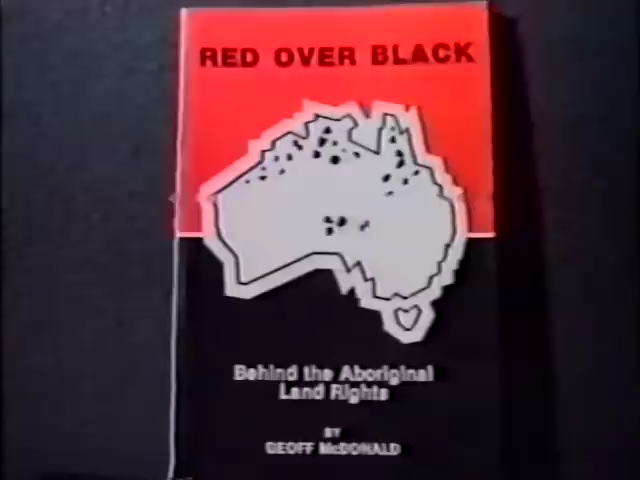 RED OVER BLACK
Behind the Aboriginal
Land Rights
BY
GEOFF McDONALD